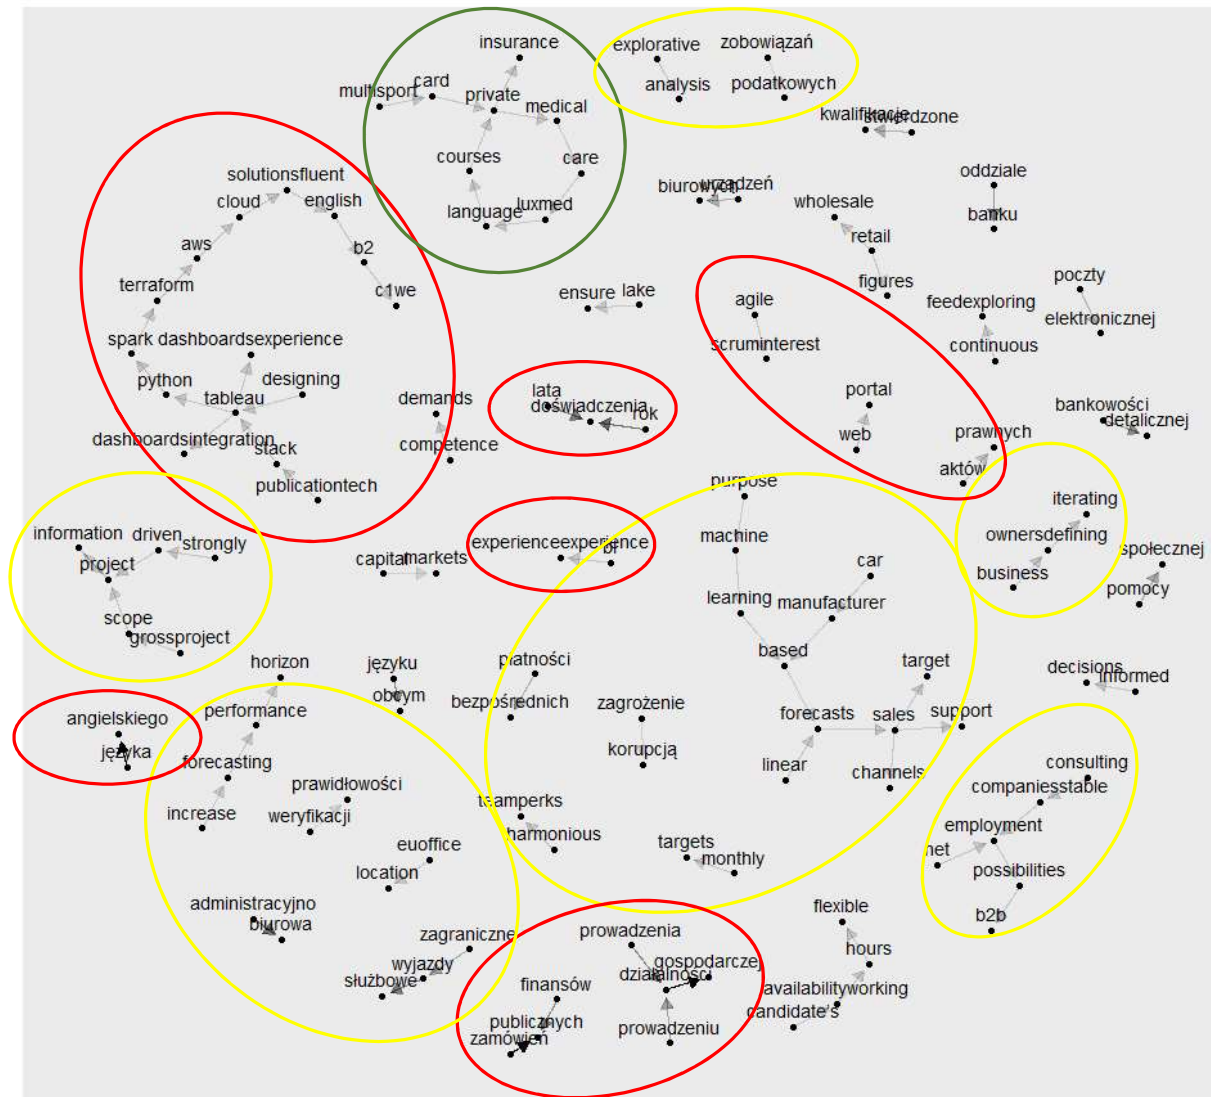 insurance
explorative
zobowiązań
multisport
card
private
medical
analysis
podatkowych
kwalifikacje
stwierdzone
courses
care
solutionsfluent
cloud
english
language
luxmed
biurowych
urządzeń
oddziale
banku
wholesale
retail
figures
aws
b2
c1we
terraform
ensure
lake
agile
scruminterest
feedexploring
continuous
poczty
elektronicznej
spark
dashboardsexperience
python
tableau
designing
dashboardsintegration
stack
publicationtech
demands
competence
lata
doświadczenia
rok
portal
web
prawnych
aktów
bankowości
detalicznej
purpose
machine
learning
car
manufacturer
based
iterating
ownersdefining
business
społecznej
pomocy
information
driven
strongly
project
scope
grossproject
capital
markets
experienceexperience
bi
horizon
performance
forecasting
increase
języku
obcym
płatności
bezpośrednich
zagrożenie
korupcją
target
forecasts
sales
support
linear
channels
decisions
informed
angielskiego
języka
prawidłowości
weryfikacji
teamperks
harmonious
targets
monthly
consulting
companiesstable
employment
net
possibilities
b2b
euoffice
location
administracyjno
biurowa
zagraniczne
wyjazdy
służbowe
prowadzenia
gospodarczej
działalności
finansów
publicznych
zamówień
prowadzeniu
flexible
hours
availabilityworking
candidate's